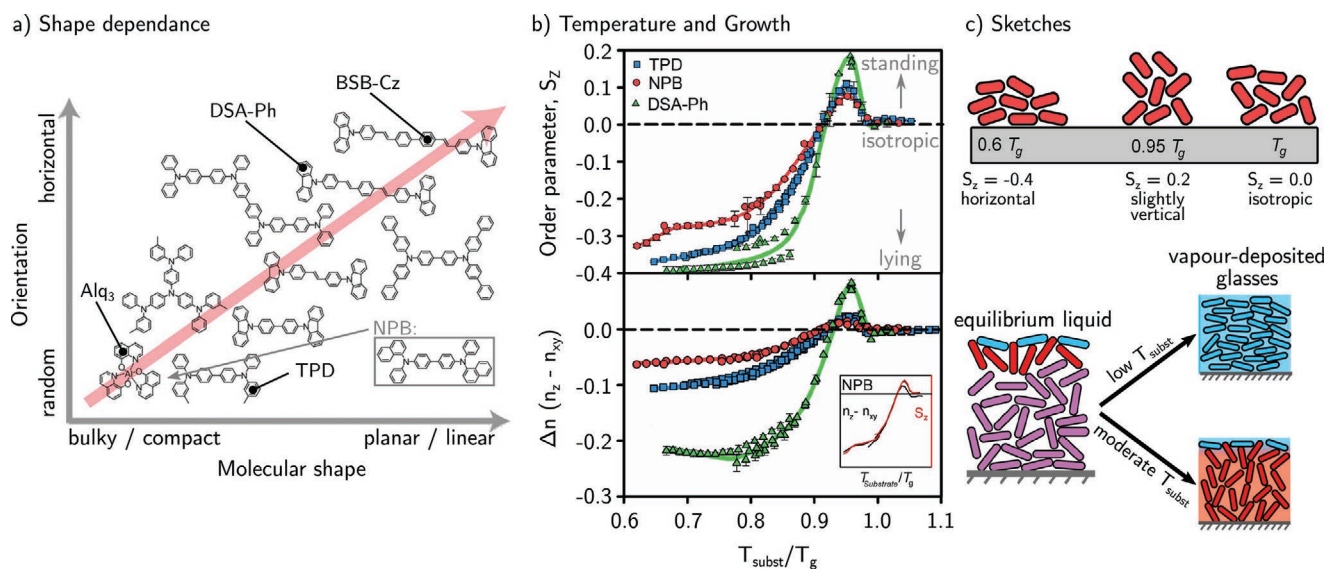 a) Shape dependance
Orientation
random
horizontal
BSB-Cz
DSA-Ph
Alq3
NPB:
TPD
bulky / compact
planar / linear
Molecular shape
b) Temperature and Growth
Order parameter, SZ
0.2
0.1
0.0
-0.1
-0.2
-0.3
-0.4
TPD
NPB
DSA-Ph
standing
isotropic
lying
Δn (nz - nxy)
0.0
-0.1
-0.2
-0.3
NPB
nz- nxy
Sz
TSubstrate/Tg
0.6
0.7
0.8
0.9
1.0
1.1
Tsubst/Tg
c) Sketches
0.6 Tg
0.95 Tg
Tg
Sz = -0.4
horizontal
Sz = 0.2
slightly
vertical
Sz = 0.0
isotropic
vapour-deposited
glasses
equilibrium liquid
low Tsubst
moderate Tsubst